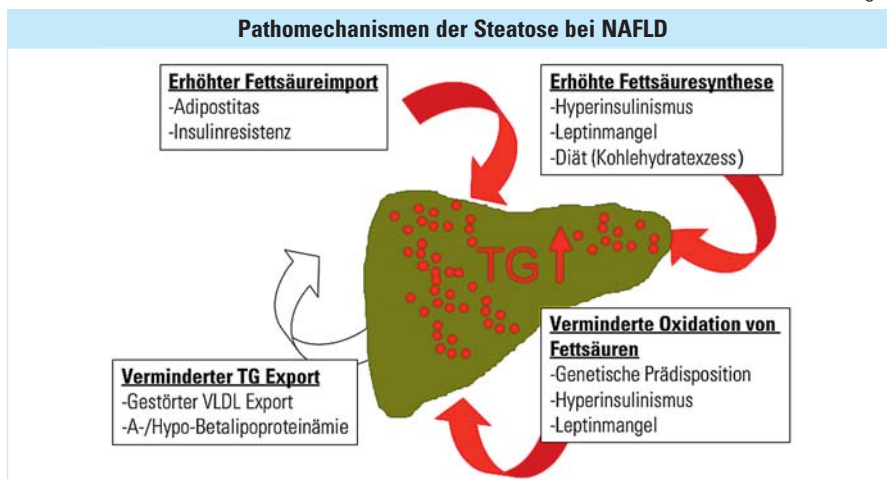 Pathomechanismen der Steatose bei NAFLD
Erhöhter Fettsäureimport
-Adipostitas
-Insulinresistenz
Erhöhte Fettsäuresynthese
-Hyperinsulinismus
-Leptinmangel
-Diät (Kohlehydratexzess)
TG
Verminderter TG Export
-Gestörter VLDL Export
-A-/Hypo-Betalipoproteinämie
Verminderte Oxidation von
Fettsäuren
-Genetische Prädisposition
-Hyperinsulinismus
-Leptinmangel